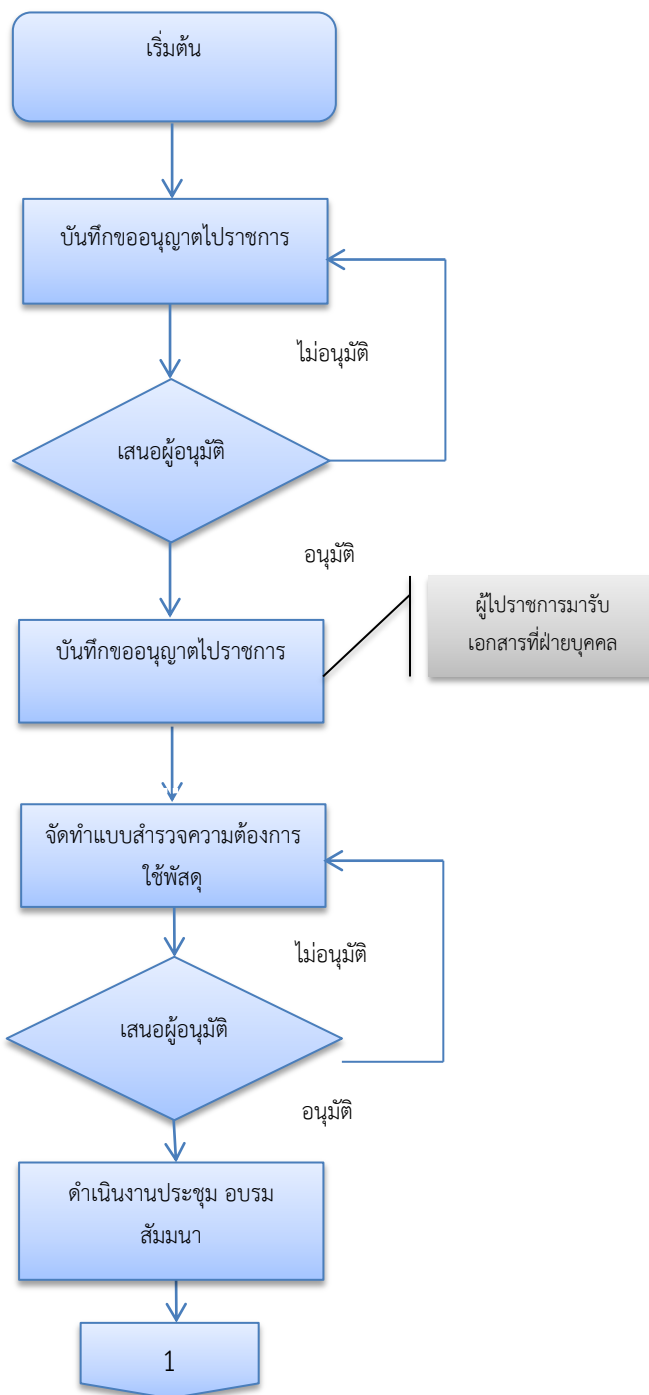 เริ่มต้น
บันทึกขออนุญาตไปราชการ
ไม่อนุมัติ
เสนอผู้อนุมัติ
อนุมัติ
ผู้ไปราชการมารับ
เอกสารที่ฝ่ายบุคคล
บันทึกขออนุญาตไปราชการ
จัดทำแบบสำรวจความต้องการ
ใช้พัสดุ
ไม่อนุมัติ
เสนอผู้อนุมัติ
อนุมัติ
ดำเนินงานประชุม อบรม
สัมมนา
1